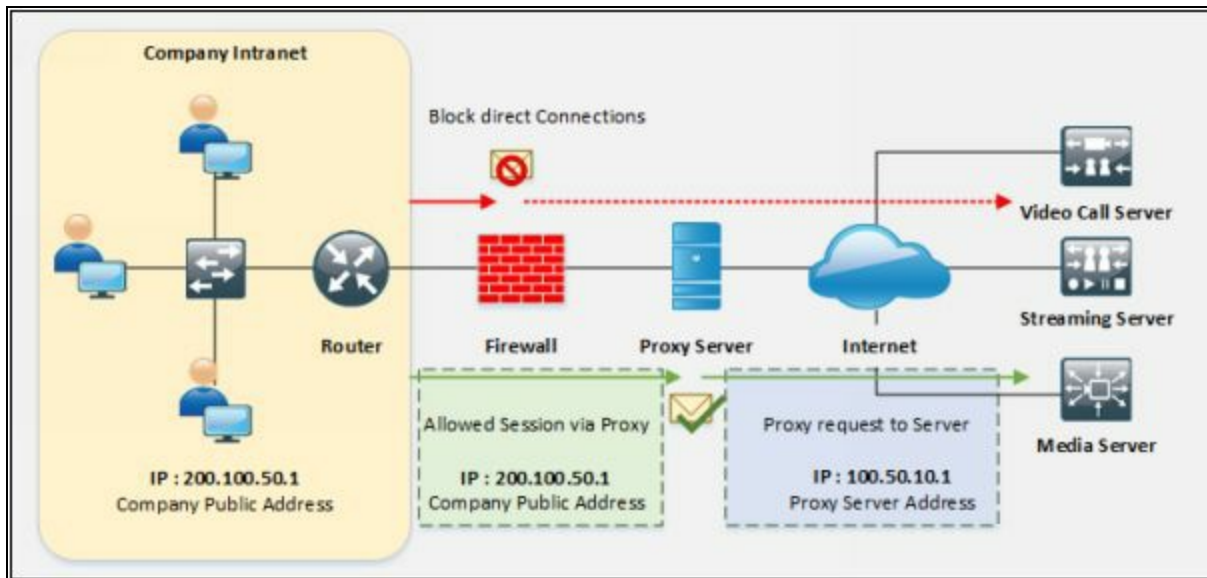 Company Intranet
Block direct Connections
Video Call Server
Router
Firewall
Proxy Server
Internet
Streaming Server
Allowed Session via Proxy
Proxy request to Server
Media Server
IP : 200.100.50.1
Company Public Address
IP : 200.100.50.1
Company Public Address
IP : 100.50.10.1
Proxy Server Address